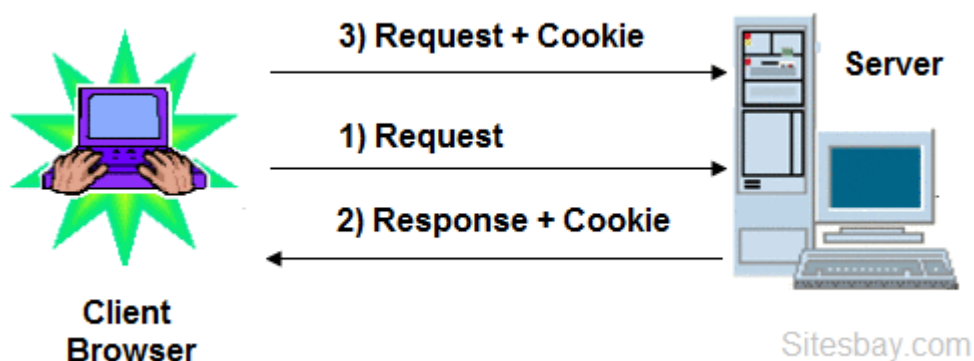 3) Request + Cookie
Server
1) Request
2) Response + Cookie
Client
Browser
Sitesbay.com